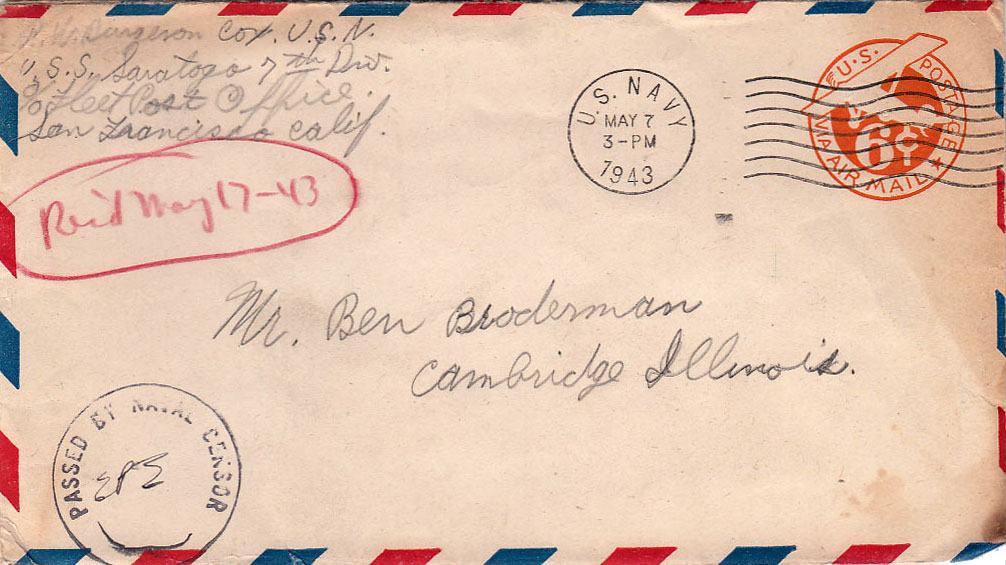 Burgeson Cox. U.S.N.
U.S.S. Saratoga 7th Div.
% Fleet Post Office.
San Francisco Calif.
U.S. NAVY
MAY 7
3-PM
1943
U.S. POSTAGE
6¢
VIA AIR MAIL
Rec'd May 17-43
Mr. Ben Broderman
Cambridge Illinois.
PASSED BY NAVAL CENSOR